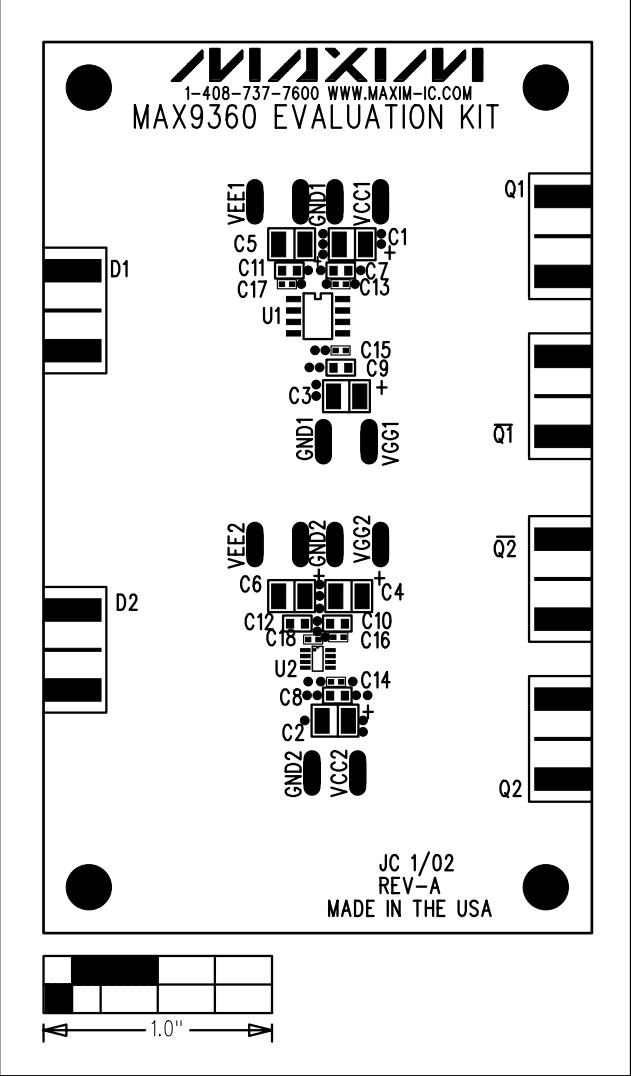 MAXIM
1-408-737-7600 WWW.MAXIM-IC.COM
MAX9360 EVALUATION KIT
VEE1
GND1
VCC1
Q1
C5
C1
+
+
D1
C11
C7
C17
C13
U1
C15
C9
C3
+
GND1
VGG1
Q̅1̅
VEE2
GND2
VGG2
Q̅2̅
+
+
C6
C4
D2
C12
C10
C18
C16
U2
C14
C8
+
C2
GND2
VCC2
Q2
JC 1/02
REV-A
MADE IN THE USA
1.0"